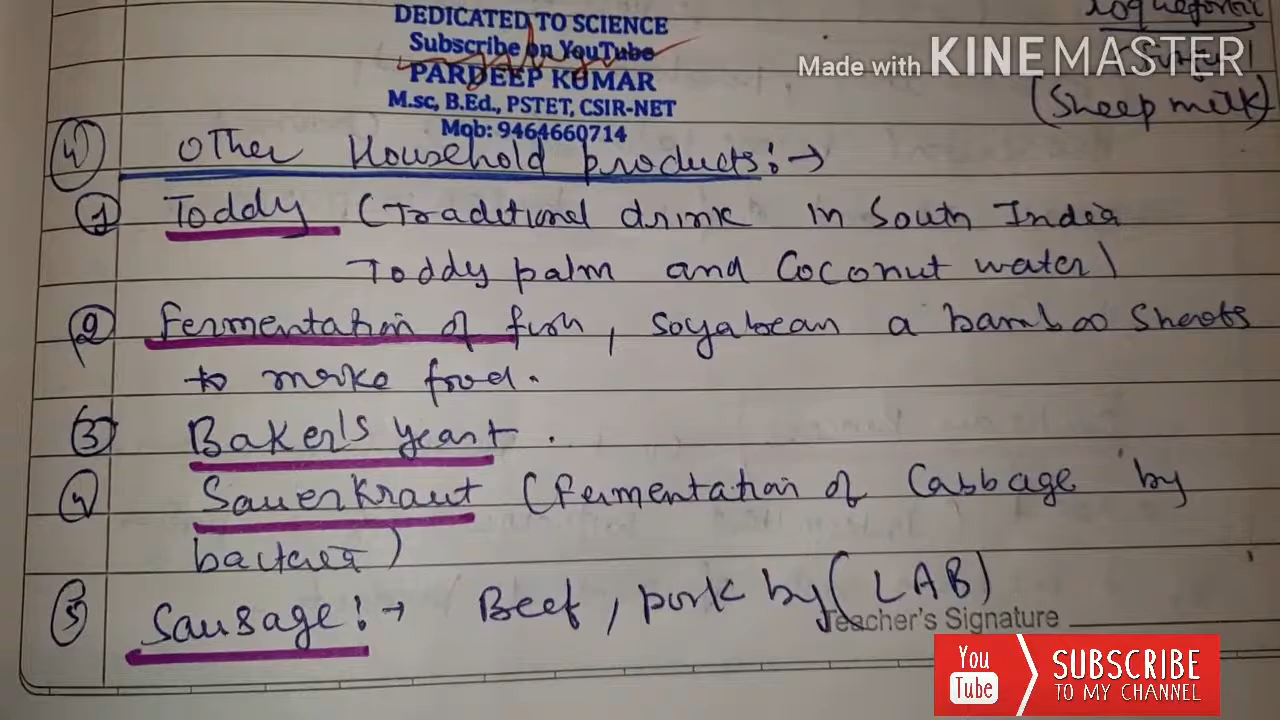 DEDICATED TO SCIENCE
Subscribe on YouTube
PARDEEP KUMAR
M.sc, B.Ed., PSTET, CSIR-NET
Mob: 9464660714
Made with KINEMASTER
(Sheep milk)
(4) Other Household products:→
(1) Toddy (Traditional drink in South India
Toddy palm and Coconut water)
(2) Fermentation of fish, soyabean a bamboo shoots
to make food.
(3) Baker's yeast.
(4) Sauerkraut (Fermentation of Cabbage by
bacteria)
(5) Sausage:→ Beef, pork by (LAB)
Teacher's Signature
You Tube
SUBSCRIBE
TO MY CHANNEL